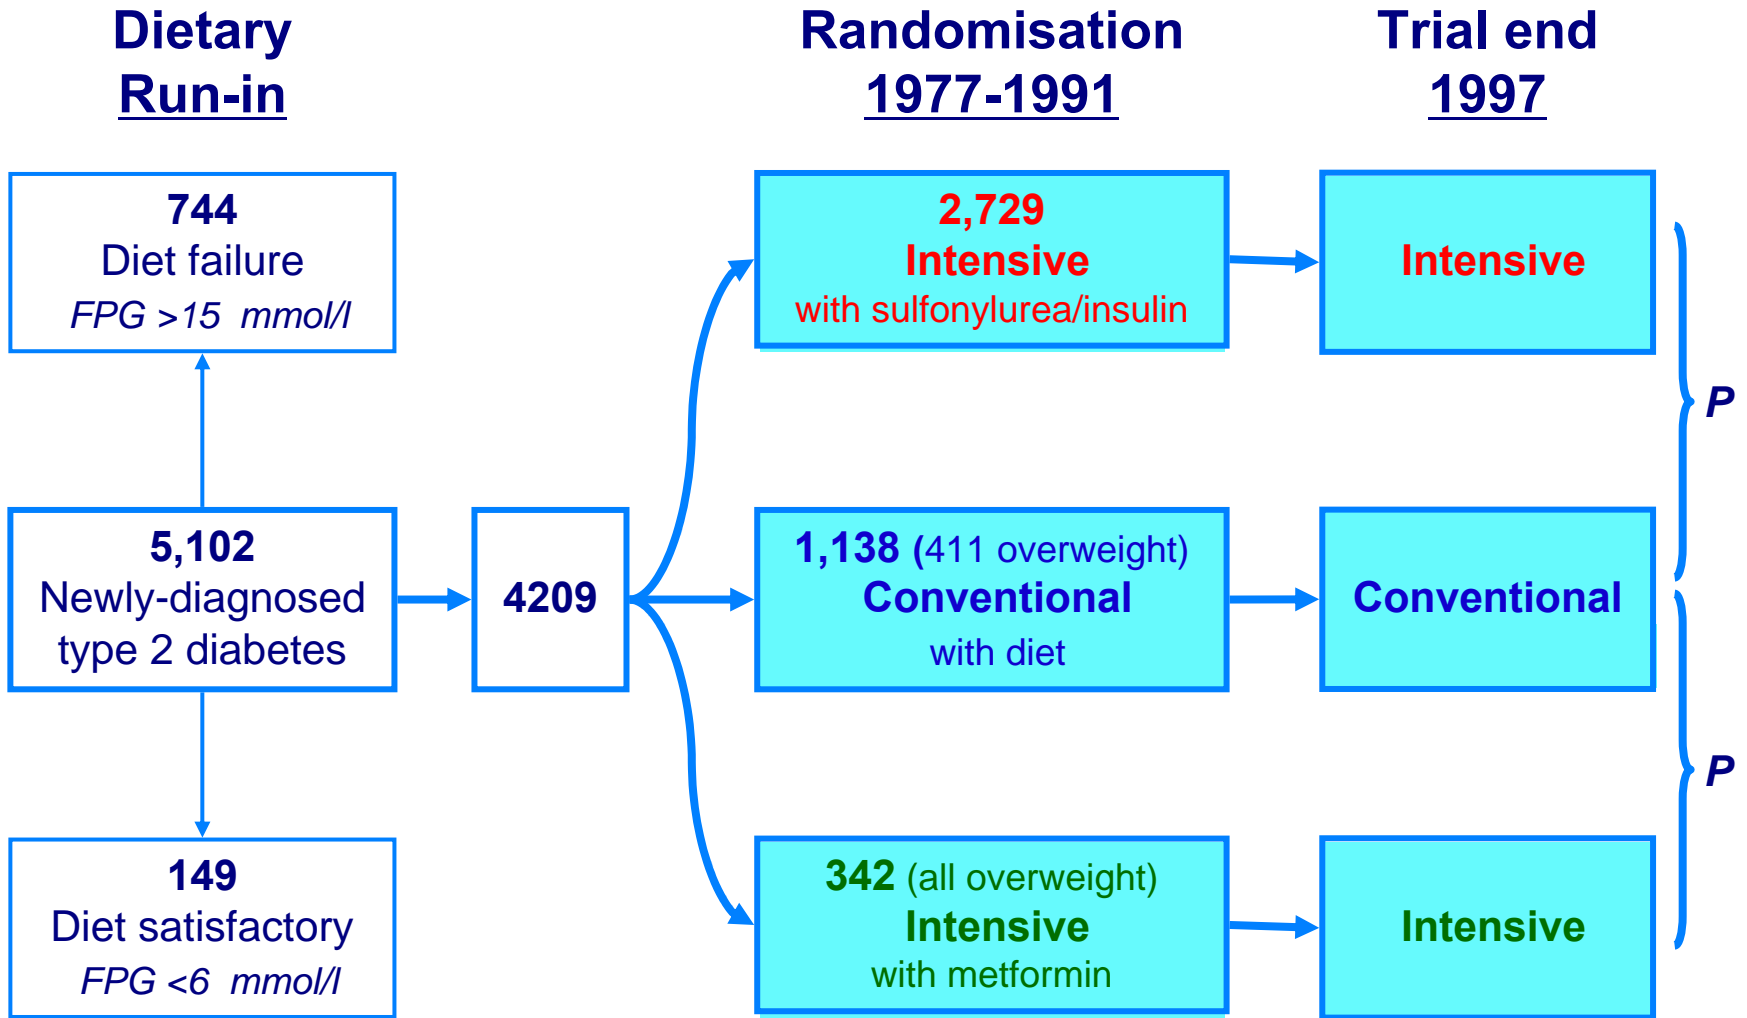 Dietary
Run-in
Randomisation
1977-1991
Trial end
1997
744
Diet failure
FPG >15 mmol/l
5,102
Newly-diagnosed
type 2 diabetes
149
Diet satisfactory
FPG <6 mmol/l
4209
2,729
Intensive
with sulfonylurea/insulin
1,138 (411 overweight)
Conventional
with diet
342 (all overweight)
Intensive
with metformin
Intensive
Conventional
Intensive
P
P